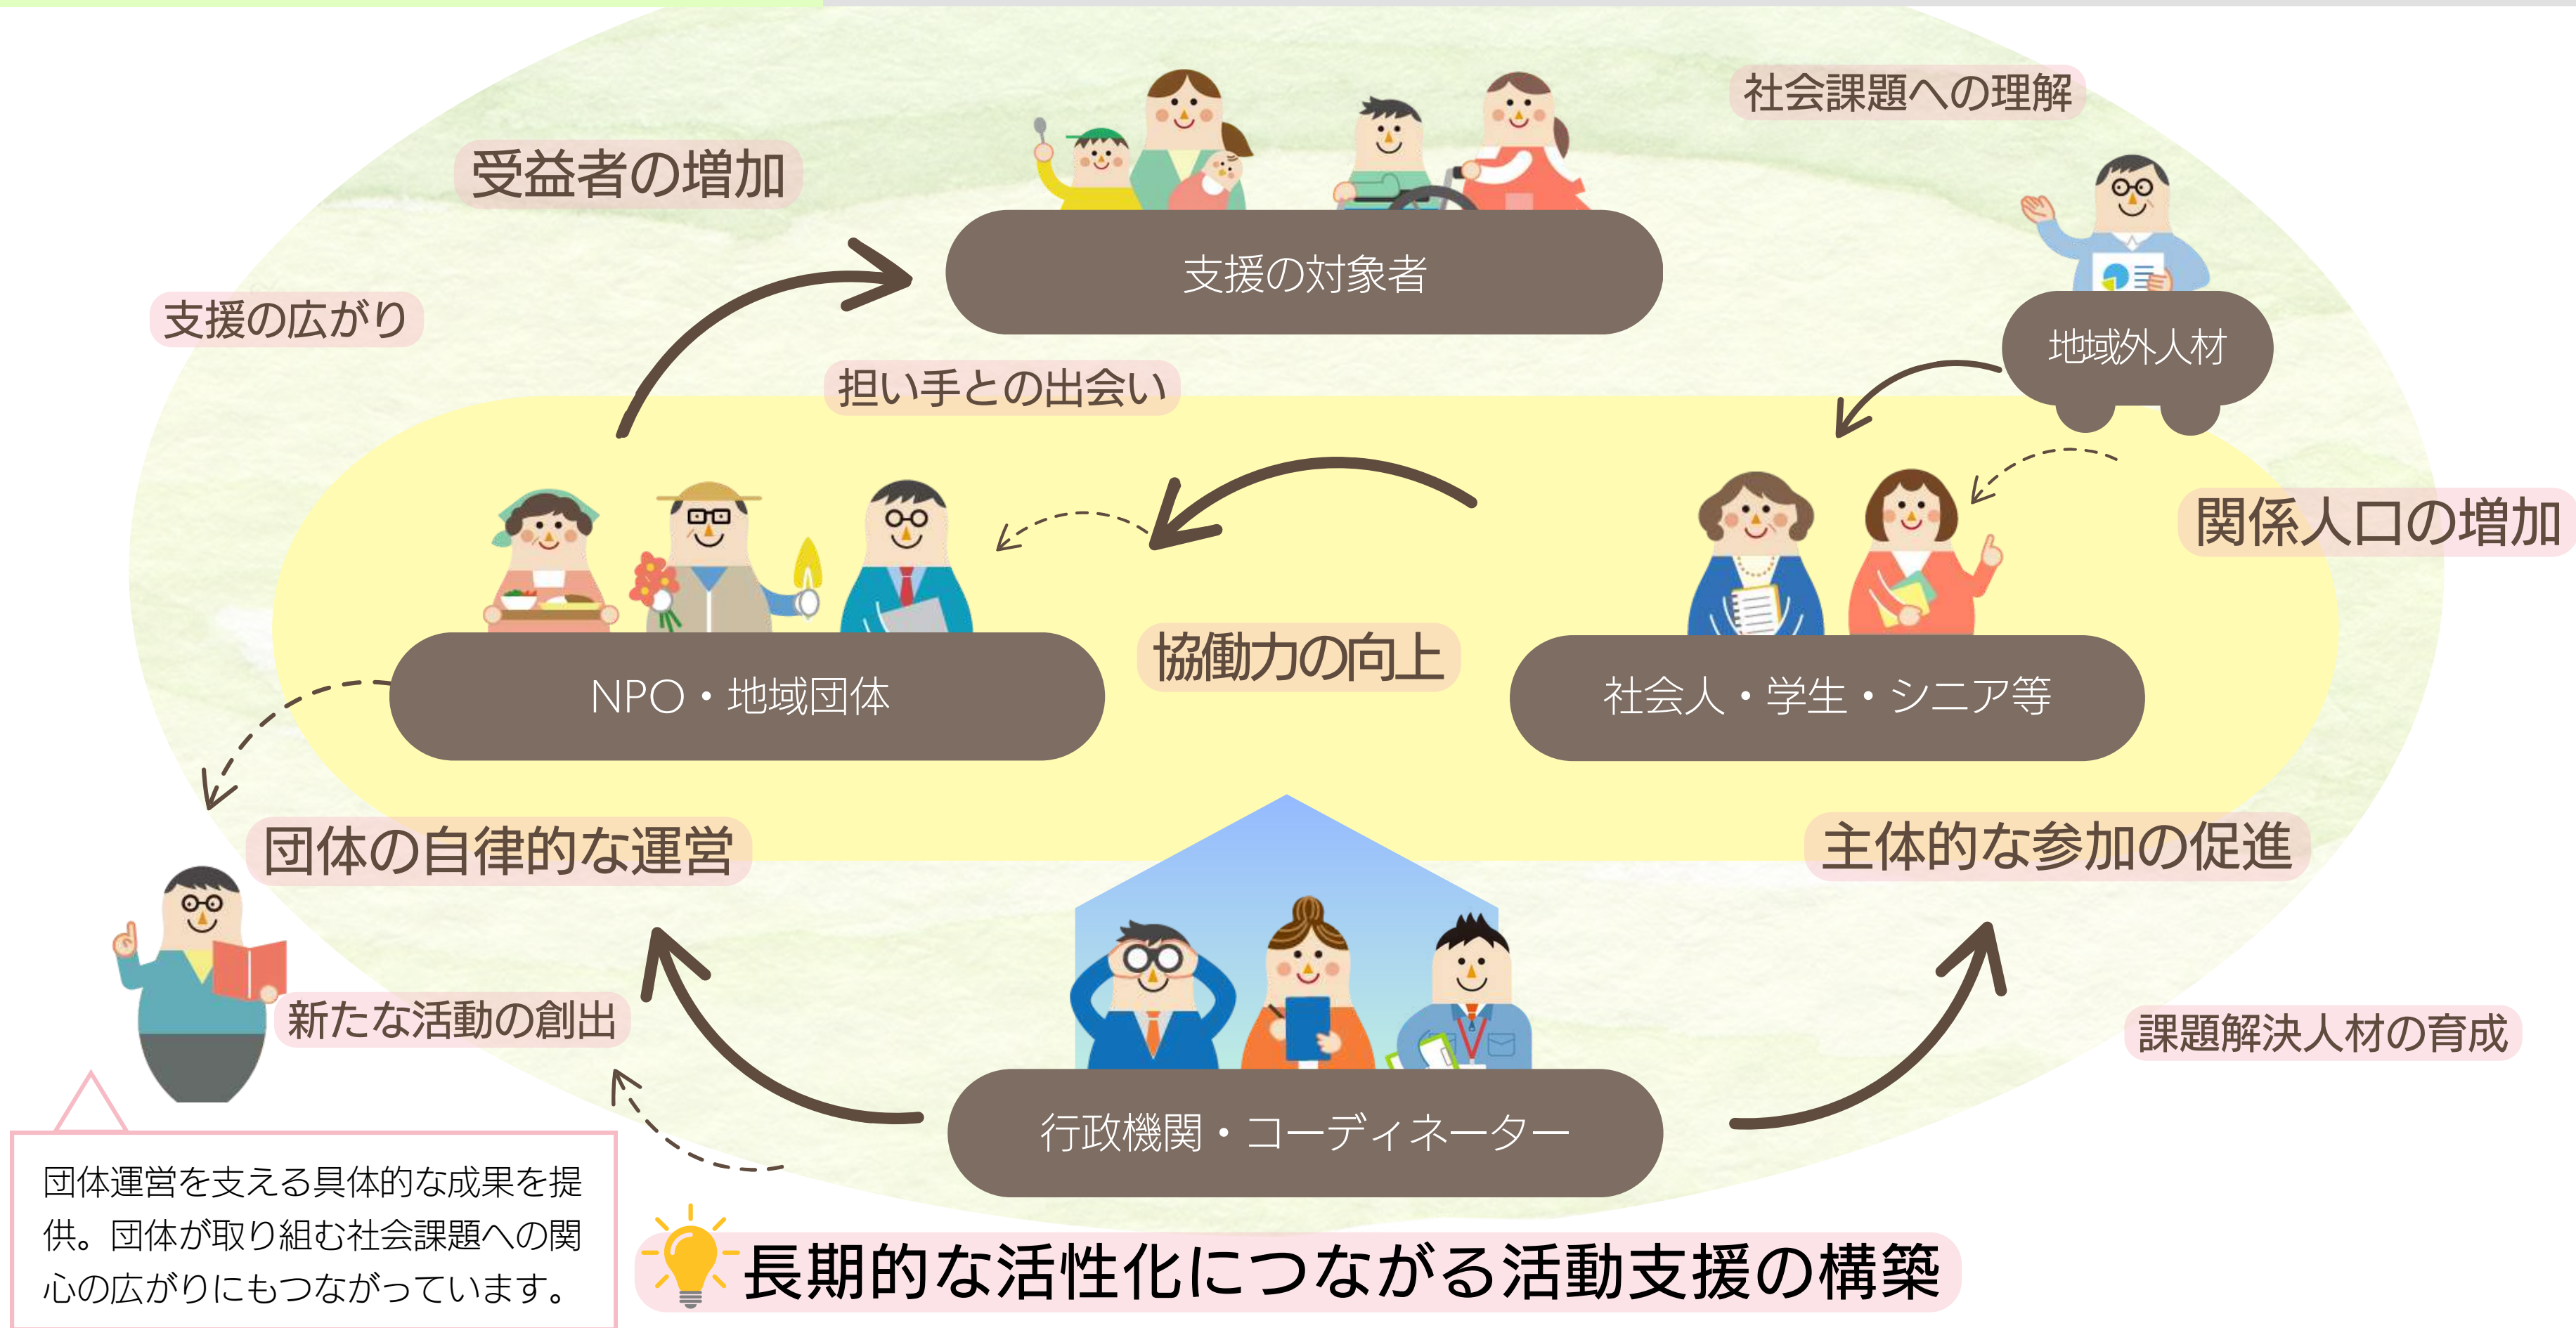 社会課題への理解
受益者の増加
支援の対象者
支援の広がり
地域外人材
担い手との出会い
関係人口の増加
協働力の向上
NPO・地域団体
社会人・学生・シニア等
団体の自律的な運営
主体的な参加の促進
新たな活動の創出
課題解決人材の育成
行政機関・コーディネーター
団体運営を支える具体的な成果を提
供。団体が取り組む社会課題への関
心の広がりにもつながっています。
長期的な活性化につながる活動支援の構築